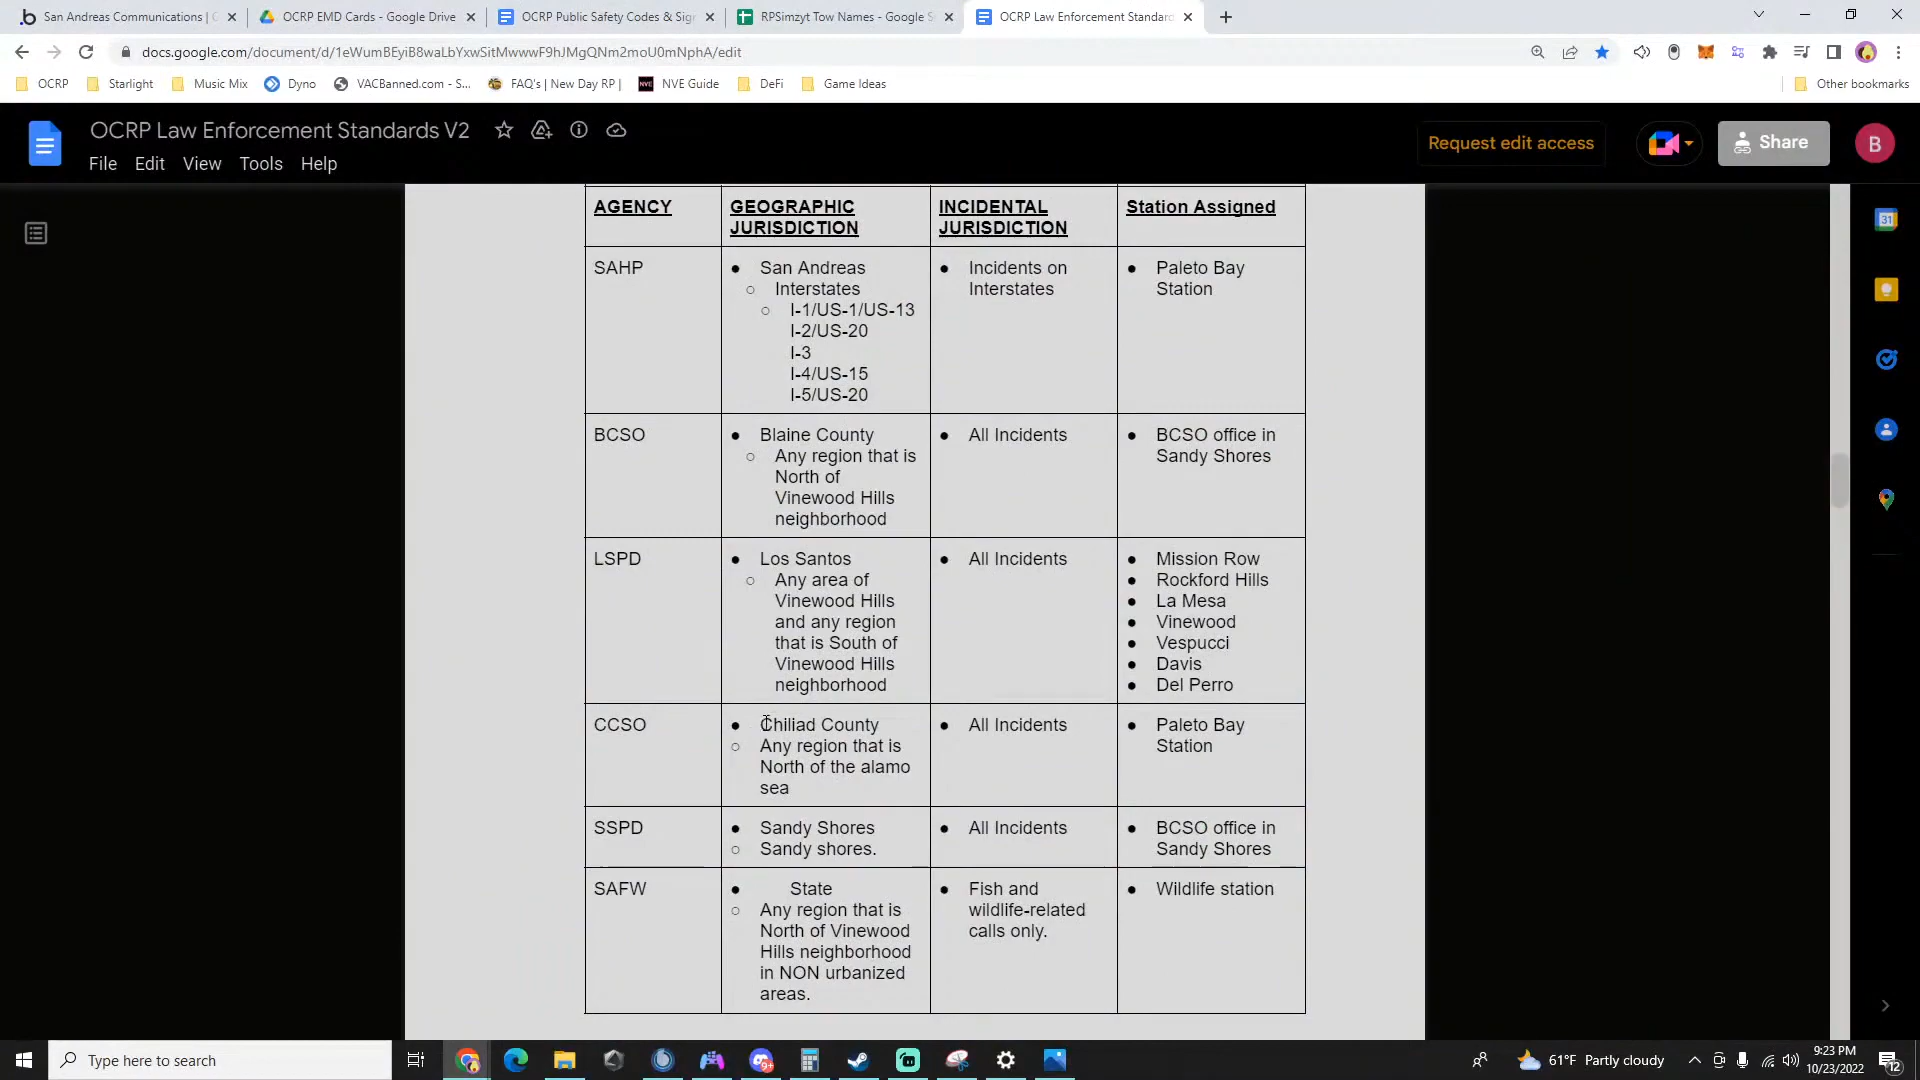 San Andreas Communications | C
OCRP EMD Cards - Google Drive
OCRP Public Safety Codes & Sig
RPSimzyt Tow Names - Google S
OCRP Law Enforcement Standard
docs.google.com/document/d/1eWumBEyiB8waLbYxwSitMwwwF9hJMgQNm2moU0mNphA/edit
OCRP
Starlight
Music Mix
Dyno
VACBanned.com - S...
FAQ's | New Day RP |
NVE Guide
DeFi
Game Ideas
Other bookmarks
OCRP Law Enforcement Standards V2
File Edit View Tools Help
Request edit access
Share
B
31
AGENCY
GEOGRAPHIC
JURISDICTION
INCIDENTAL
JURISDICTION
Station Assigned
SAHP
San Andreas
Interstates
I-1/US-1/US-13
I-2/US-20
I-3
I-4/US-15
I-5/US-20
Incidents on
Interstates
Paleto Bay
Station
BCSO
Blaine County
Any region that is
North of
Vinewood Hills
neighborhood
All Incidents
BCSO office in
Sandy Shores
LSPD
Los Santos
Any area of
Vinewood Hills
and any region
that is South of
Vinewood Hills
neighborhood
All Incidents
Mission Row
Rockford Hills
La Mesa
Vinewood
Vespucci
Davis
Del Perro
CCSO
Chiliad County
Any region that is
North of the alamo
sea
All Incidents
Paleto Bay
Station
SSPD
Sandy Shores
Sandy shores.
All Incidents
BCSO office in
Sandy Shores
SAFW
State
Any region that is
North of Vinewood
Hills neighborhood
in NON urbanized
areas.
Fish and
wildlife-related
calls only.
Wildlife station
Type here to search
9+
61°F Partly cloudy
9:23 PM
10/23/2022
12